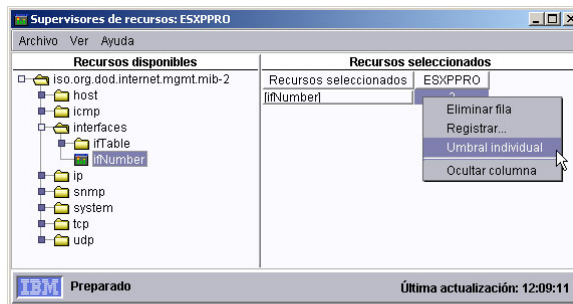 Supervisores de recursos: ESXPPRO
Archivo Ver Ayuda
Recursos disponibles
Recursos seleccionados
iso.org.dod.internet.mgmt.mib-2
host
icmp
interfaces
ifTable
ifNumber
ip
snmp
system
tcp
udp
Recursos seleccionados ESXPPRO
[ifNumber]
Eliminar fila
Registrar...
Umbral individual
Ocultar columna
IBM Preparado Última actualización: 12:09:11